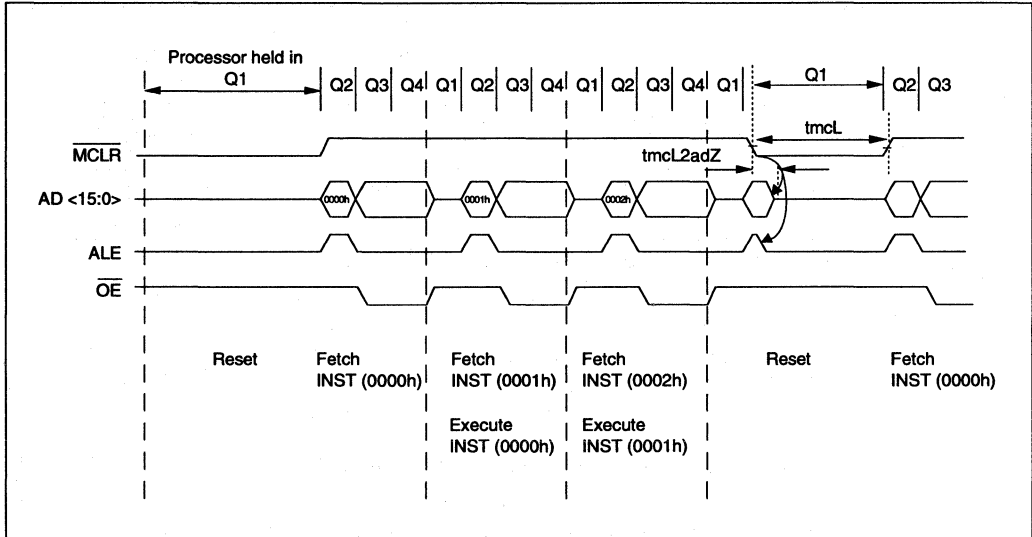 Processor held in
Q1
Q2 Q3 Q4 Q1 Q2 Q3 Q4 Q1 Q2 Q3 Q4 Q1 Q1 Q2 Q3
MCLR
tmcL
tmcL2adZ
AD <15:0>
0000h 0001h 0002h
ALE
OE
Reset Fetch Fetch Fetch Reset Fetch
INST (0000h) INST (0001h) INST (0002h) INST (0000h)
Execute Execute
INST (0000h) INST (0001h)